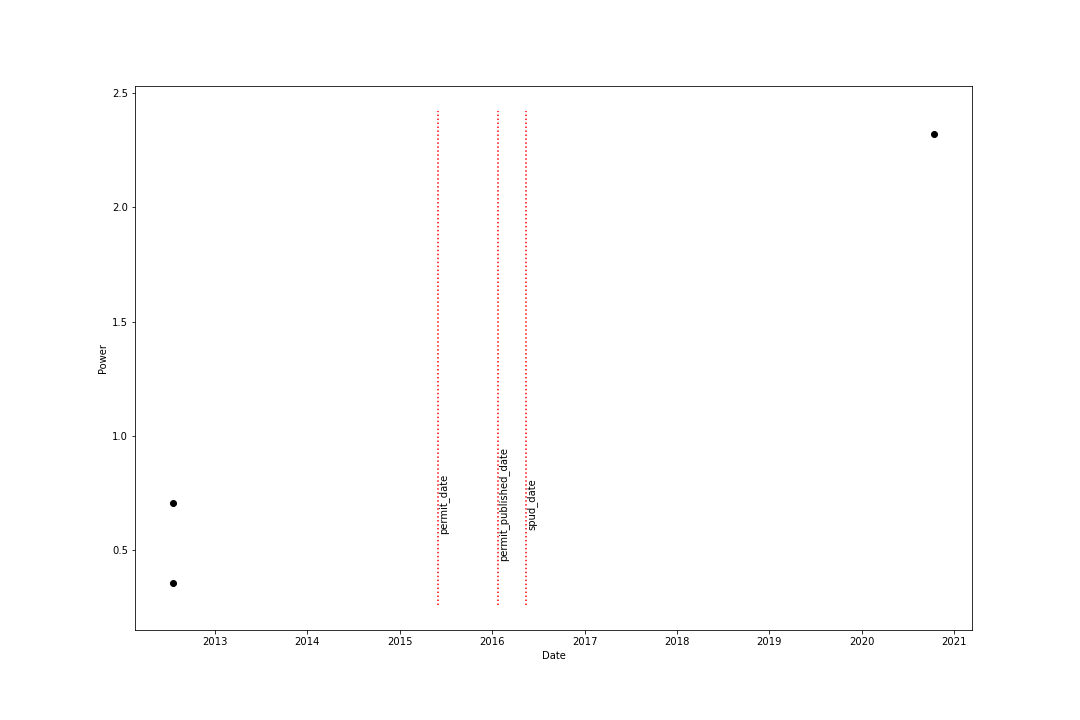 2.5
2.0
1.5
1.0
0.5
Power
permit_date
permit_published_date
spud_date
2013 2014 2015 2016 2017 2018 2019 2020 2021
Date